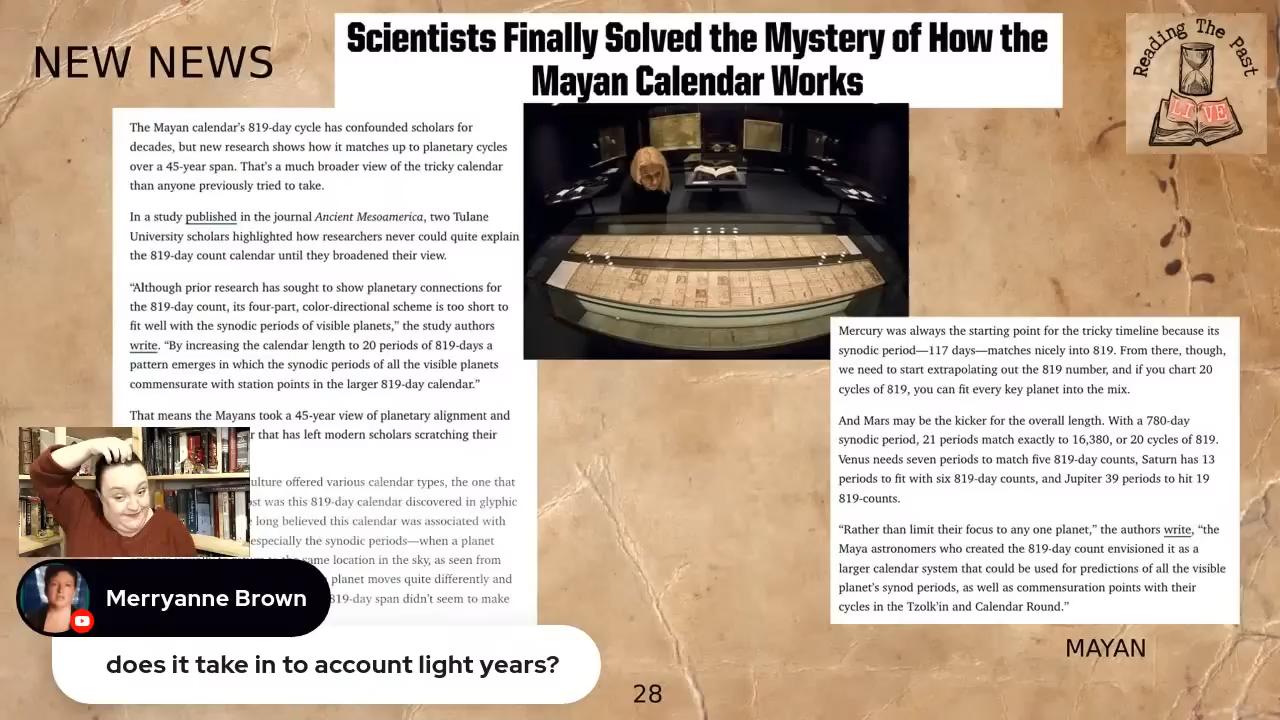 NEW NEWS
Scientists Finally Solved the Mystery of How the
Mayan Calendar Works
Reading The Past
LIVE
The Mayan calendar's 819-day cycle has confounded scholars for
decades, but new research shows how it matches up to planetary cycles
over a 45-year span. That's a much broader view of the tricky calendar
than anyone previously tried to take.
In a study published in the journal Ancient Mesoamerica, two Tulane
University scholars highlighted how researchers never could quite explain
the 819-day count calendar until they broadened their view.
“Although prior research has sought to show planetary connections for
the 819-day count, its four-part, color-directional scheme is too short to
fit well with the synodic periods of visible planets,” the study authors
write. “By increasing the calendar length to 20 periods of 819-days a
pattern emerges in which the synodic periods of all the visible planets
commensurate with station points in the larger 819-day calendar.”
That means the Mayans took a 45-year view of planetary alignment and
r that has left modern scholars scratching their
ulture offered various calendar types, the one that
st was this 819-day calendar discovered in glyphic
long believed this calendar was associated with
especially the synodic periods—when a planet
same location in the sky, as seen from
planet moves quite differently and
819-day span didn't seem to make
Mercury was always the starting point for the tricky timeline because its
synodic period—117 days—matches nicely into 819. From there, though,
we need to start extrapolating out the 819 number, and if you chart 20
cycles of 819, you can fit every key planet into the mix.
And Mars may be the kicker for the overall length. With a 780-day
synodic period, 21 periods match exactly to 16,380, or 20 cycles of 819.
Venus needs seven periods to match five 819-day counts, Saturn has 13
periods to fit with six 819-day counts, and Jupiter 39 periods to hit 19
819-counts.
“Rather than limit their focus to any one planet,” the authors write, “the
Maya astronomers who created the 819-day count envisioned it as a
larger calendar system that could be used for predictions of all the visible
planet's synod periods, as well as commensuration points with their
cycles in the Tzolk'in and Calendar Round.”
MAYAN
Merryanne Brown
does it take in to account light years?
28